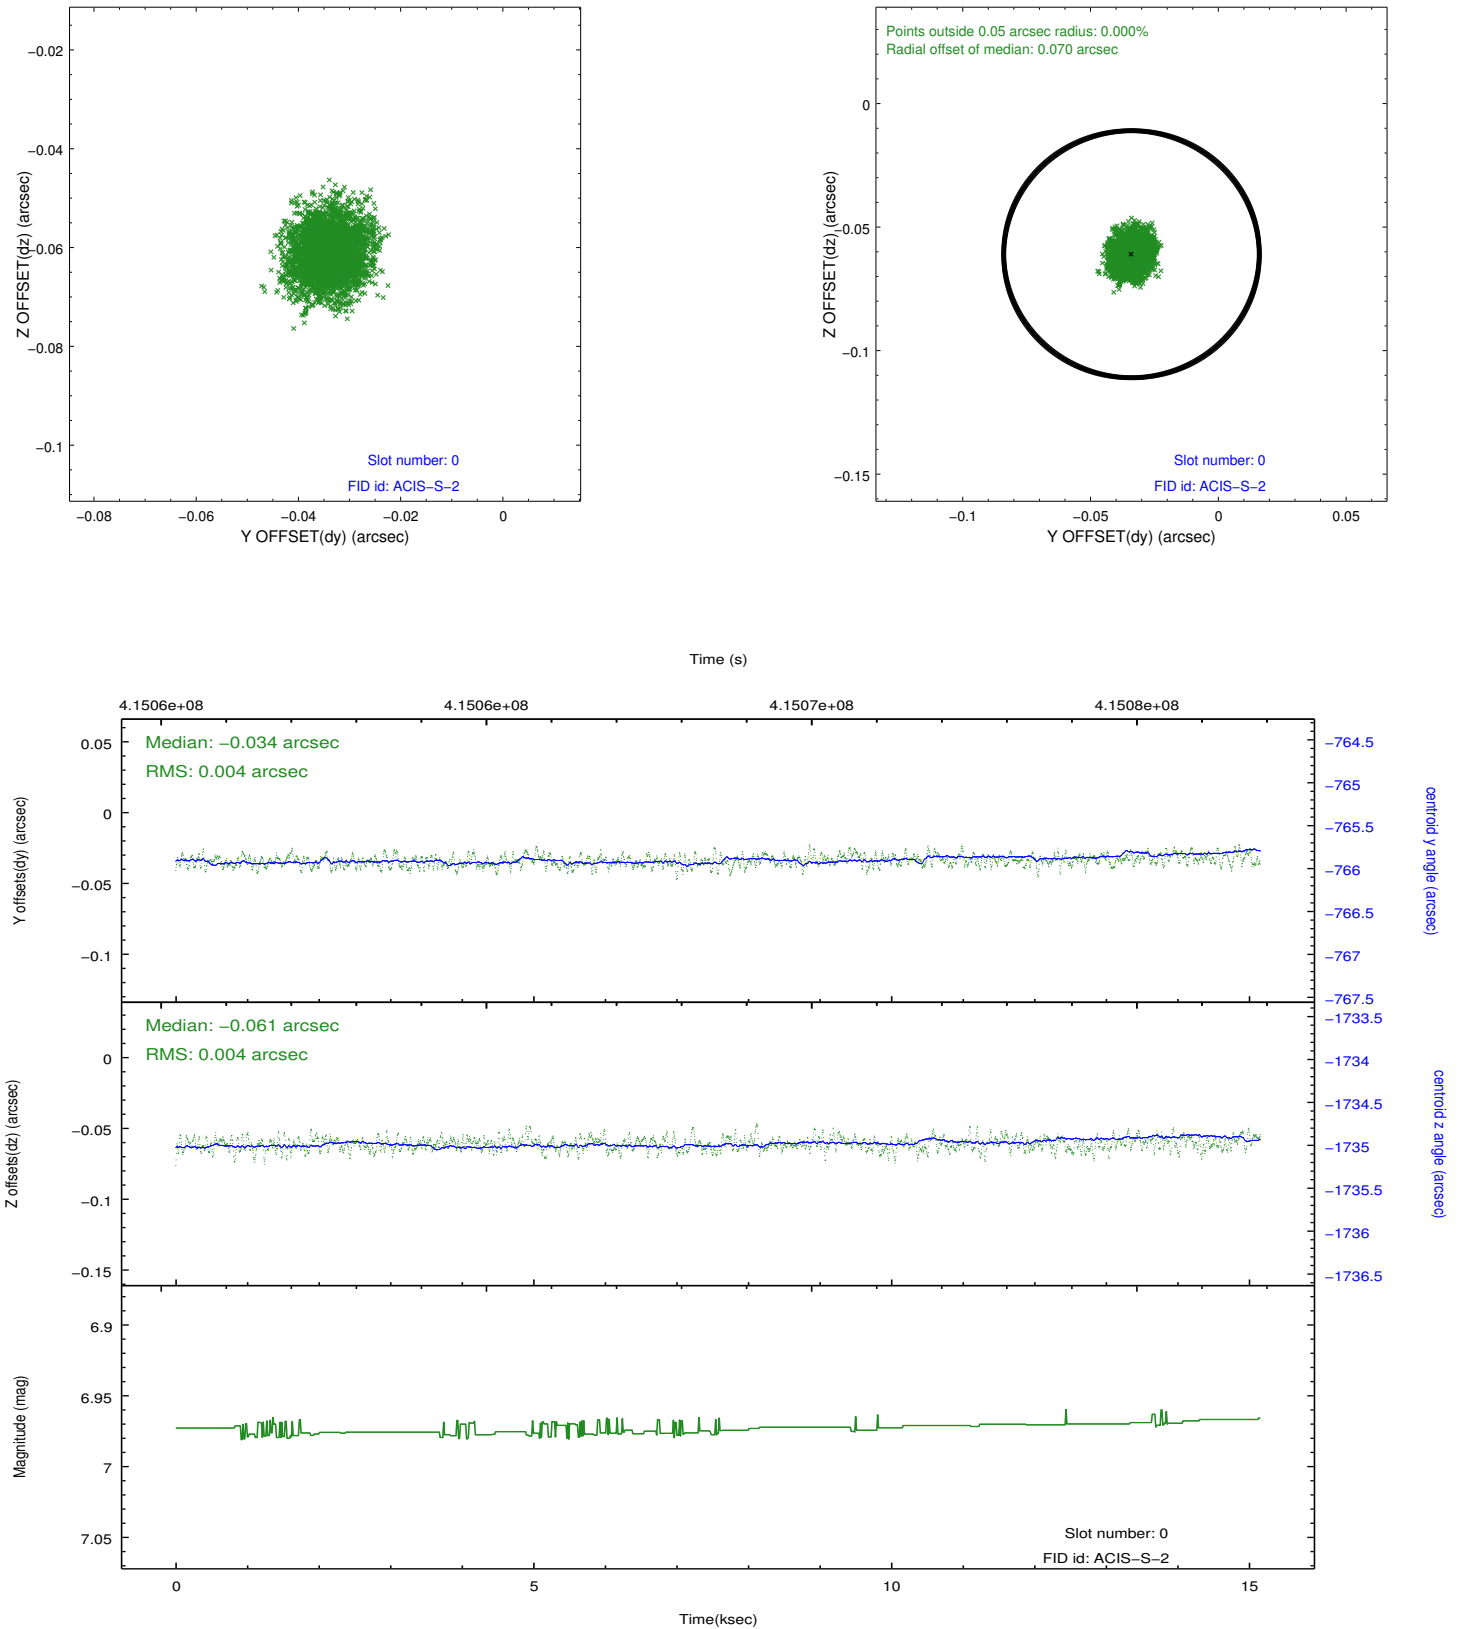 −0.02
−0.04
−0.06
−0.08
−0.1
Z OFFSET(dz) (arcsec)
Slot number: 0
FID id: ACIS−S−2
−0.08
−0.06
−0.04
−0.02
0
Y OFFSET(dy) (arcsec)
Points outside 0.05 arcsec radius: 0.000%
Radial offset of median: 0.070 arcsec
0
−0.05
−0.1
−0.15
Z OFFSET(dz) (arcsec)
Slot number: 0
FID id: ACIS−S−2
−0.1
−0.05
0
0.05
Y OFFSET(dy) (arcsec)
Time (s)
4.1506e+08
4.1506e+08
4.1507e+08
4.1508e+08
Median: −0.034 arcsec
RMS: 0.004 arcsec
0.05
0
−0.05
−0.1
Y offsets(dy) (arcsec)
−764.5
−765
−765.5
−766
−766.5
−767
−767.5
centroid y angle (arcsec)
Median: −0.061 arcsec
RMS: 0.004 arcsec
0
−0.05
−0.1
−0.15
Z offsets(dz) (arcsec)
−1733.5
−1734
−1734.5
−1735
−1735.5
−1736
−1736.5
centroid z angle (arcsec)
6.9
6.95
7
7.05
Magnitude (mag)
Slot number: 0
FID id: ACIS−S−2
0
5
10
15
Time(ksec)